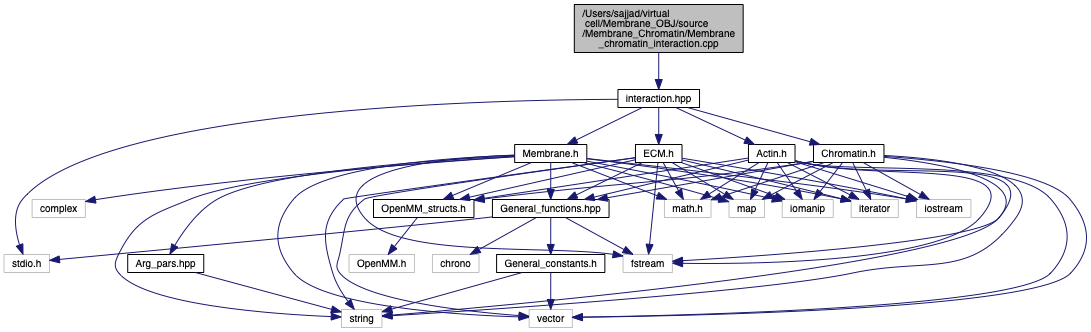 /Users/sajjad/virtual
cell/Membrane_OBJ/source
/Membrane_Chromatin/Membrane
_chromatin_interaction.cpp
interaction.hpp
Membrane.h
ECM.h
Actin.h
Chromatin.h
complex
OpenMM_structs.h
General_functions.hpp
math.h
map
iomanip
iterator
iostream
stdio.h
Arg_pars.hpp
OpenMM.h
chrono
General_constants.h
fstream
string
vector